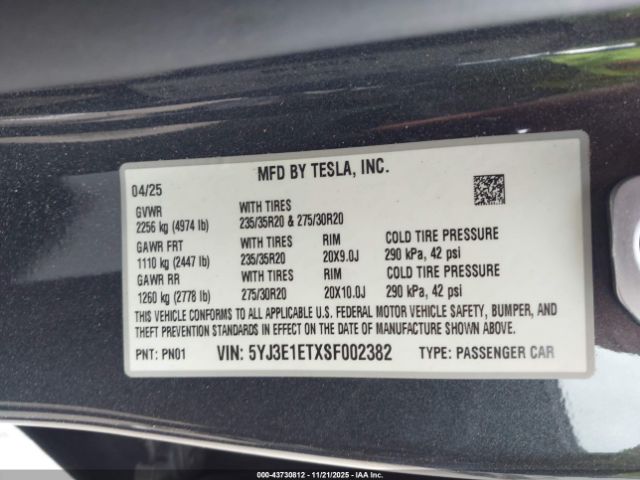 MFD BY TESLA, INC.
04/25
GVWR WITH TIRES
2256 kg (4974 lb) 235/35R20 & 275/30R20
GAWR FRT WITH TIRES RIM COLD TIRE PRESSURE
1110 kg (2447 lb) 235/35R20 20X9.0J 290 kPa, 42 psi
GAWR RR WITH TIRES RIM COLD TIRE PRESSURE
1260 kg (2778 lb) 275/30R20 20X10.0J 290 kPa, 42 psi
THIS VEHICLE CONFORMS TO ALL APPLICABLE U.S. FEDERAL MOTOR VEHICLE SAFETY, BUMPER, AND
THEFT PREVENTION STANDARDS IN EFFECT ON THE DATE OF MANUFACTURE SHOWN ABOVE.
PNT: PN01 VIN: 5YJ3E1ETXSF002382 TYPE: PASSENGER CAR
000-43730812 - 11/21/2025 - IAA Inc.